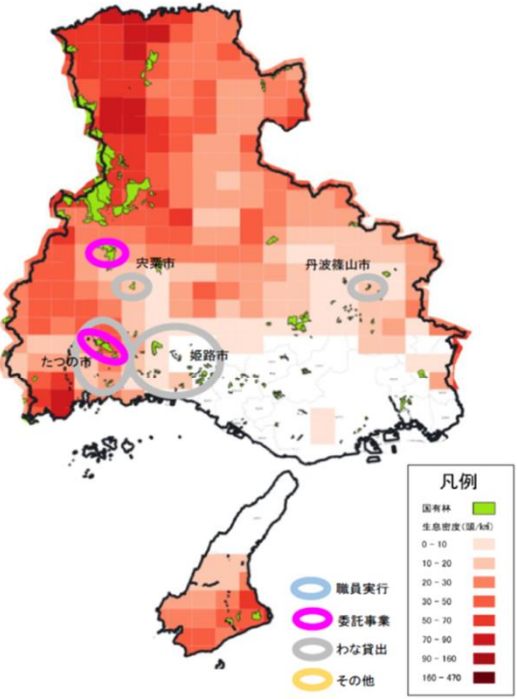 宍粟市
丹波篠山市
たつの市
姫路市
凡例
国有林
生息密度(頭/㎢)
0 - 10
10 - 20
20 - 30
30 - 50
50 - 70
70 - 90
90 - 160
160 - 470
職員実行
委託事業
わな貸出
その他